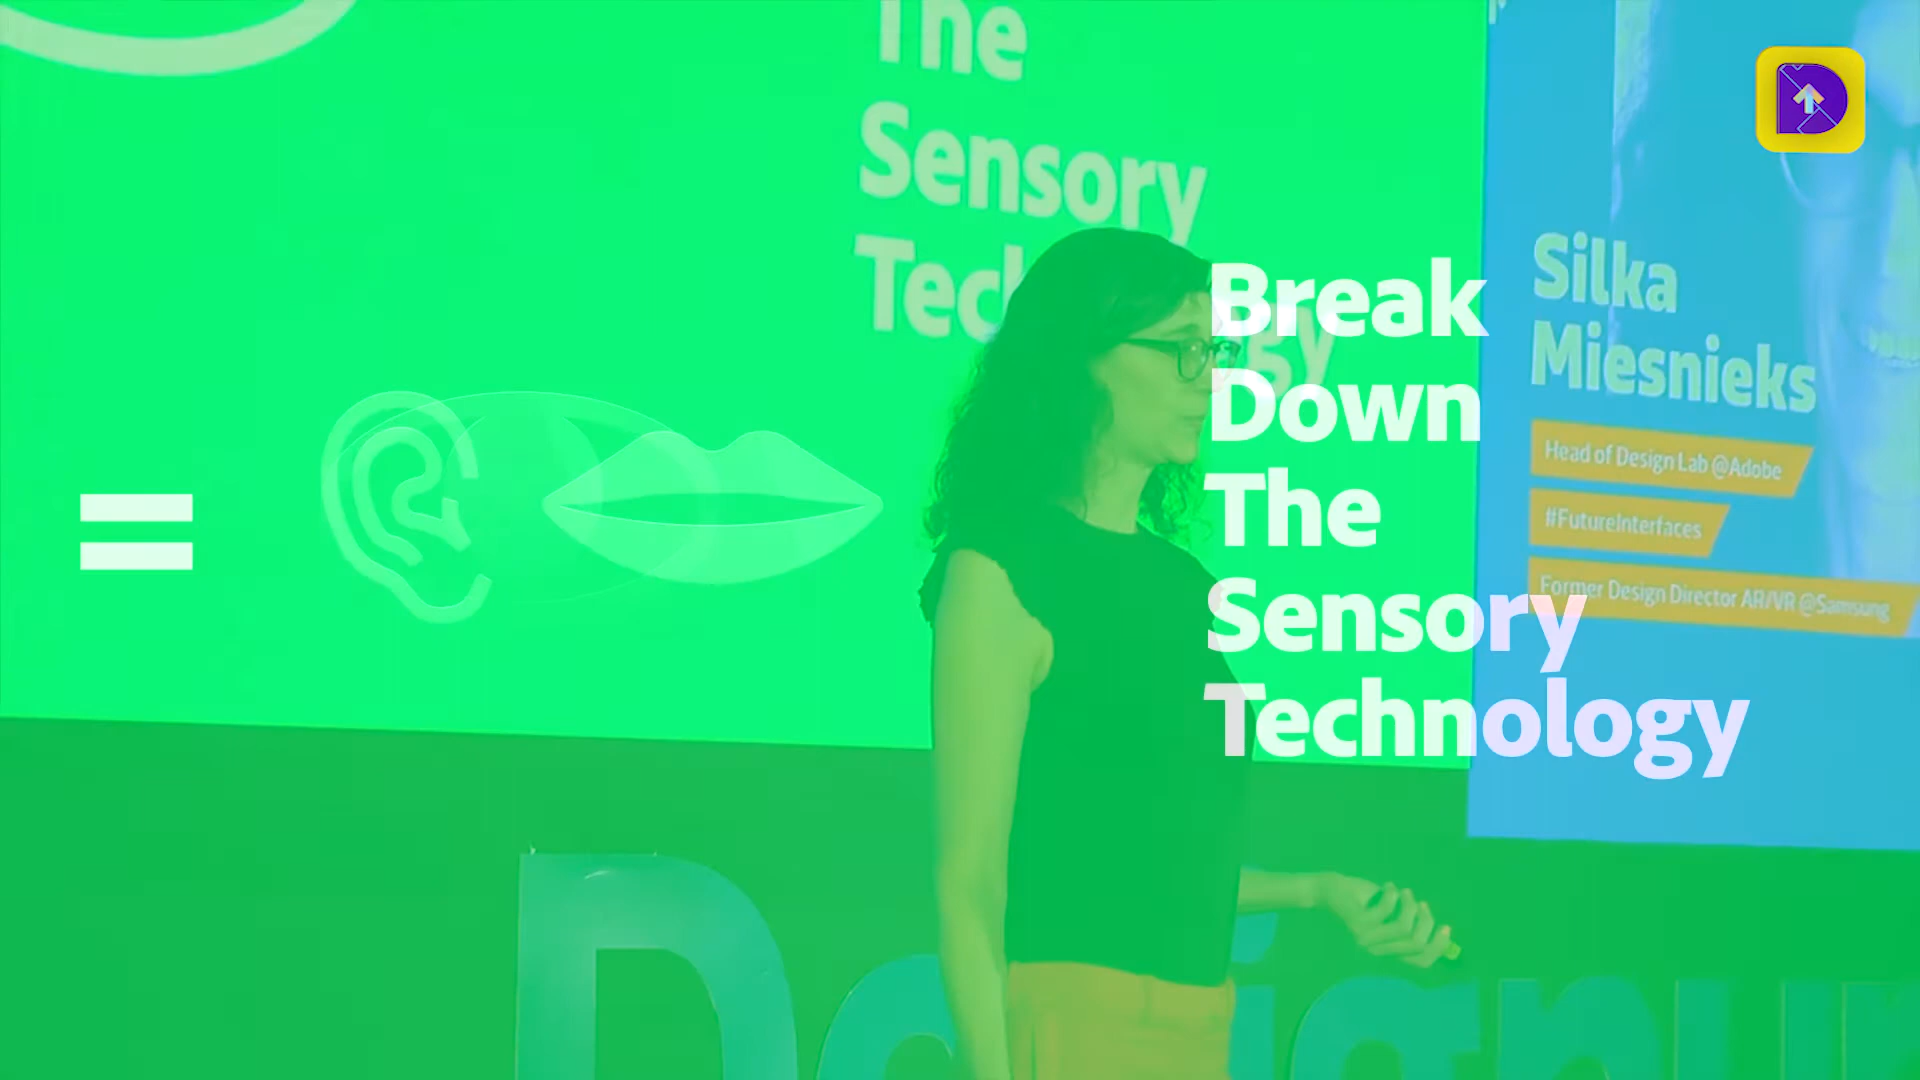 The
Sensory
=
Break
Down
The
Sensory
Technology
Silka
Miesnieks
Head of Design Lab @Adobe
#FutureInterfaces
Former Design Director AR/VR @Samsung